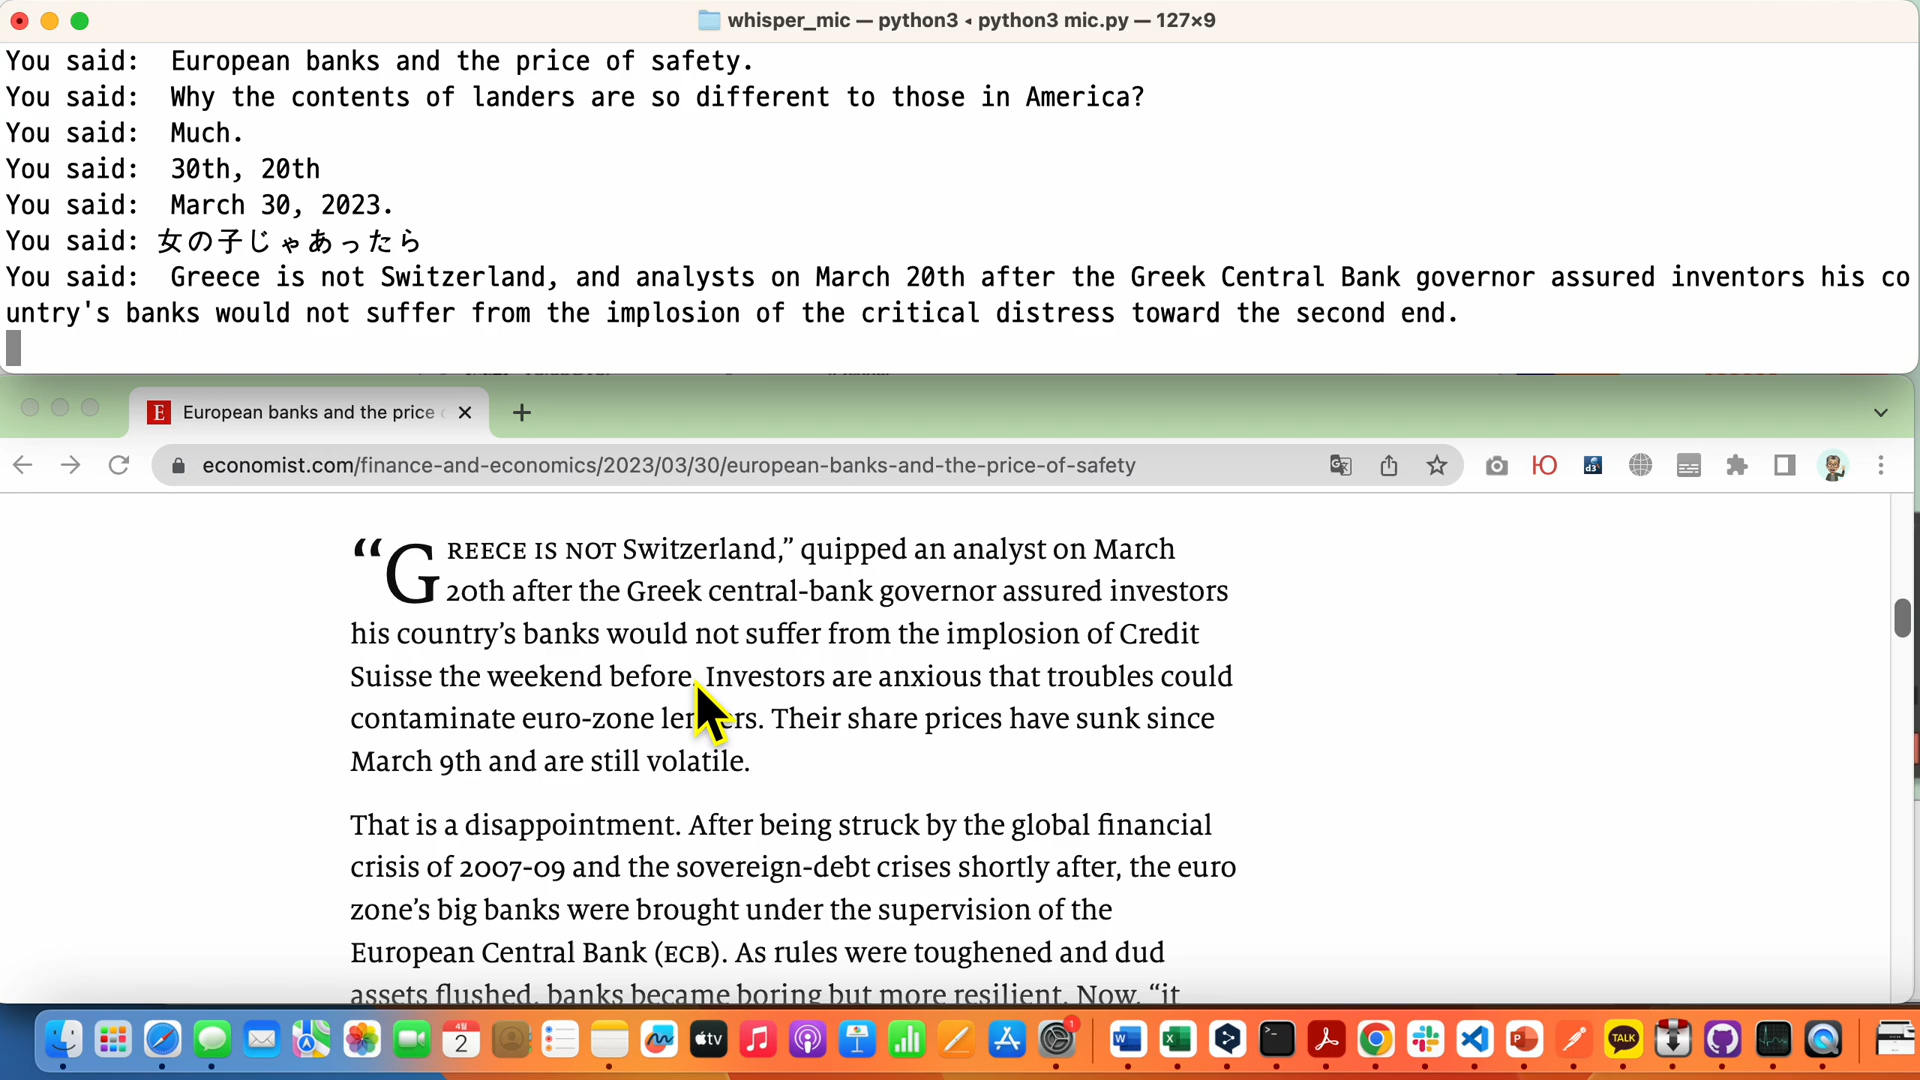 whisper_mic — python3 ◂ python3 mic.py — 127×9
You said:  European banks and the price of safety.
You said:  Why the contents of landers are so different to those in America?
You said:  Much.
You said:  30th, 20th
You said:  March 30, 2023.
You said: 女の子じゃあったら
You said:  Greece is not Switzerland, and analysts on March 20th after the Greek Central Bank governor assured inventors his co
untry's banks would not suffer from the implosion of the critical distress toward the second end.
E European banks and the price
economist.com/finance-and-economics/2023/03/30/european-banks-and-the-price-of-safety
Ю d3
“GREECE IS NOT Switzerland,” quipped an analyst on March
20th after the Greek central-bank governor assured investors
his country’s banks would not suffer from the implosion of Credit
Suisse the weekend before. Investors are anxious that troubles could
contaminate euro-zone lenders. Their share prices have sunk since
March 9th and are still volatile.
That is a disappointment. After being struck by the global financial
crisis of 2007-09 and the sovereign-debt crises shortly after, the euro
zone’s big banks were brought under the supervision of the
European Central Bank (ECB). As rules were toughened and dud
assets flushed, banks became boring but more resilient. Now, “it
4월
2
tv
1
W
X
P
TALK